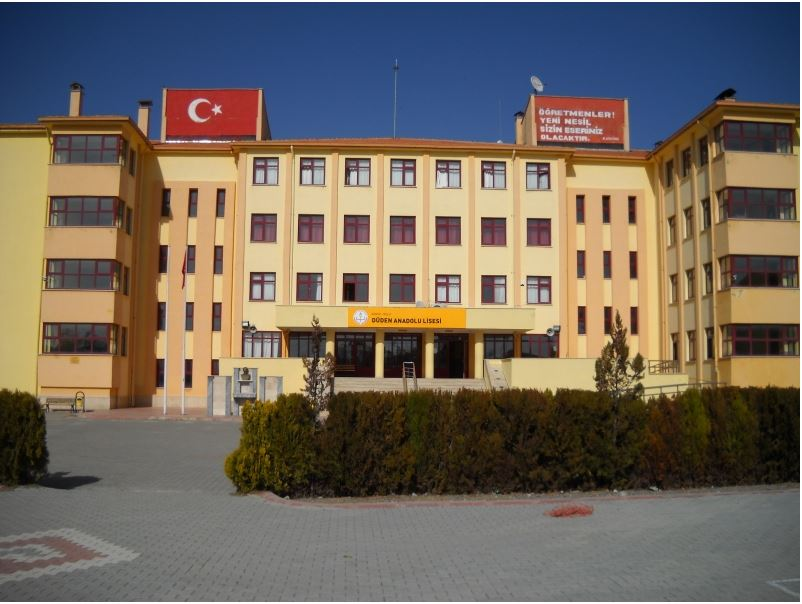 ÖĞRETMENLER!
YENİ NESİL
SİZİN ESERİNİZ
OLACAKTIR.
DÜDEN ANADOLU LİSESİ